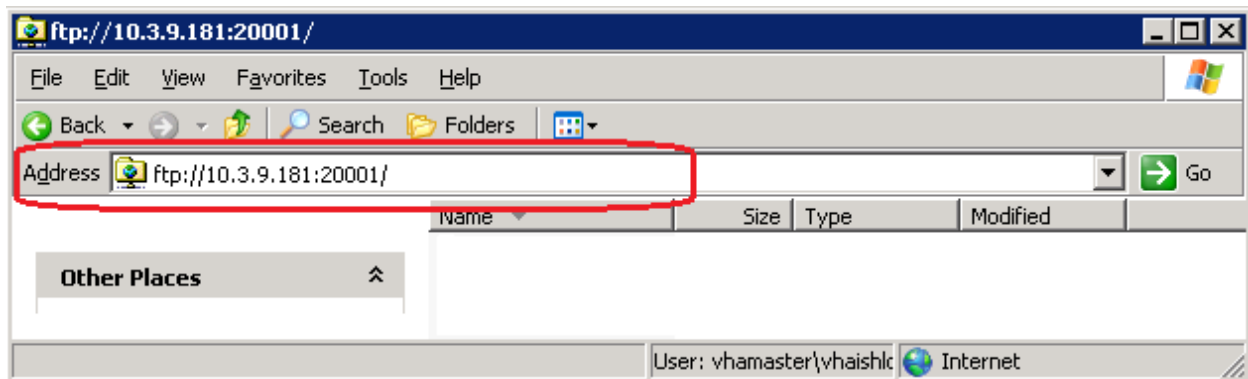 ftp://10.3.9.181:20001/
File Edit View Favorites Tools Help
Back Search Folders
Address ftp://10.3.9.181:20001/ Go
Name Size Type Modified
Other Places
User: vhamaster\vhaishlc Internet